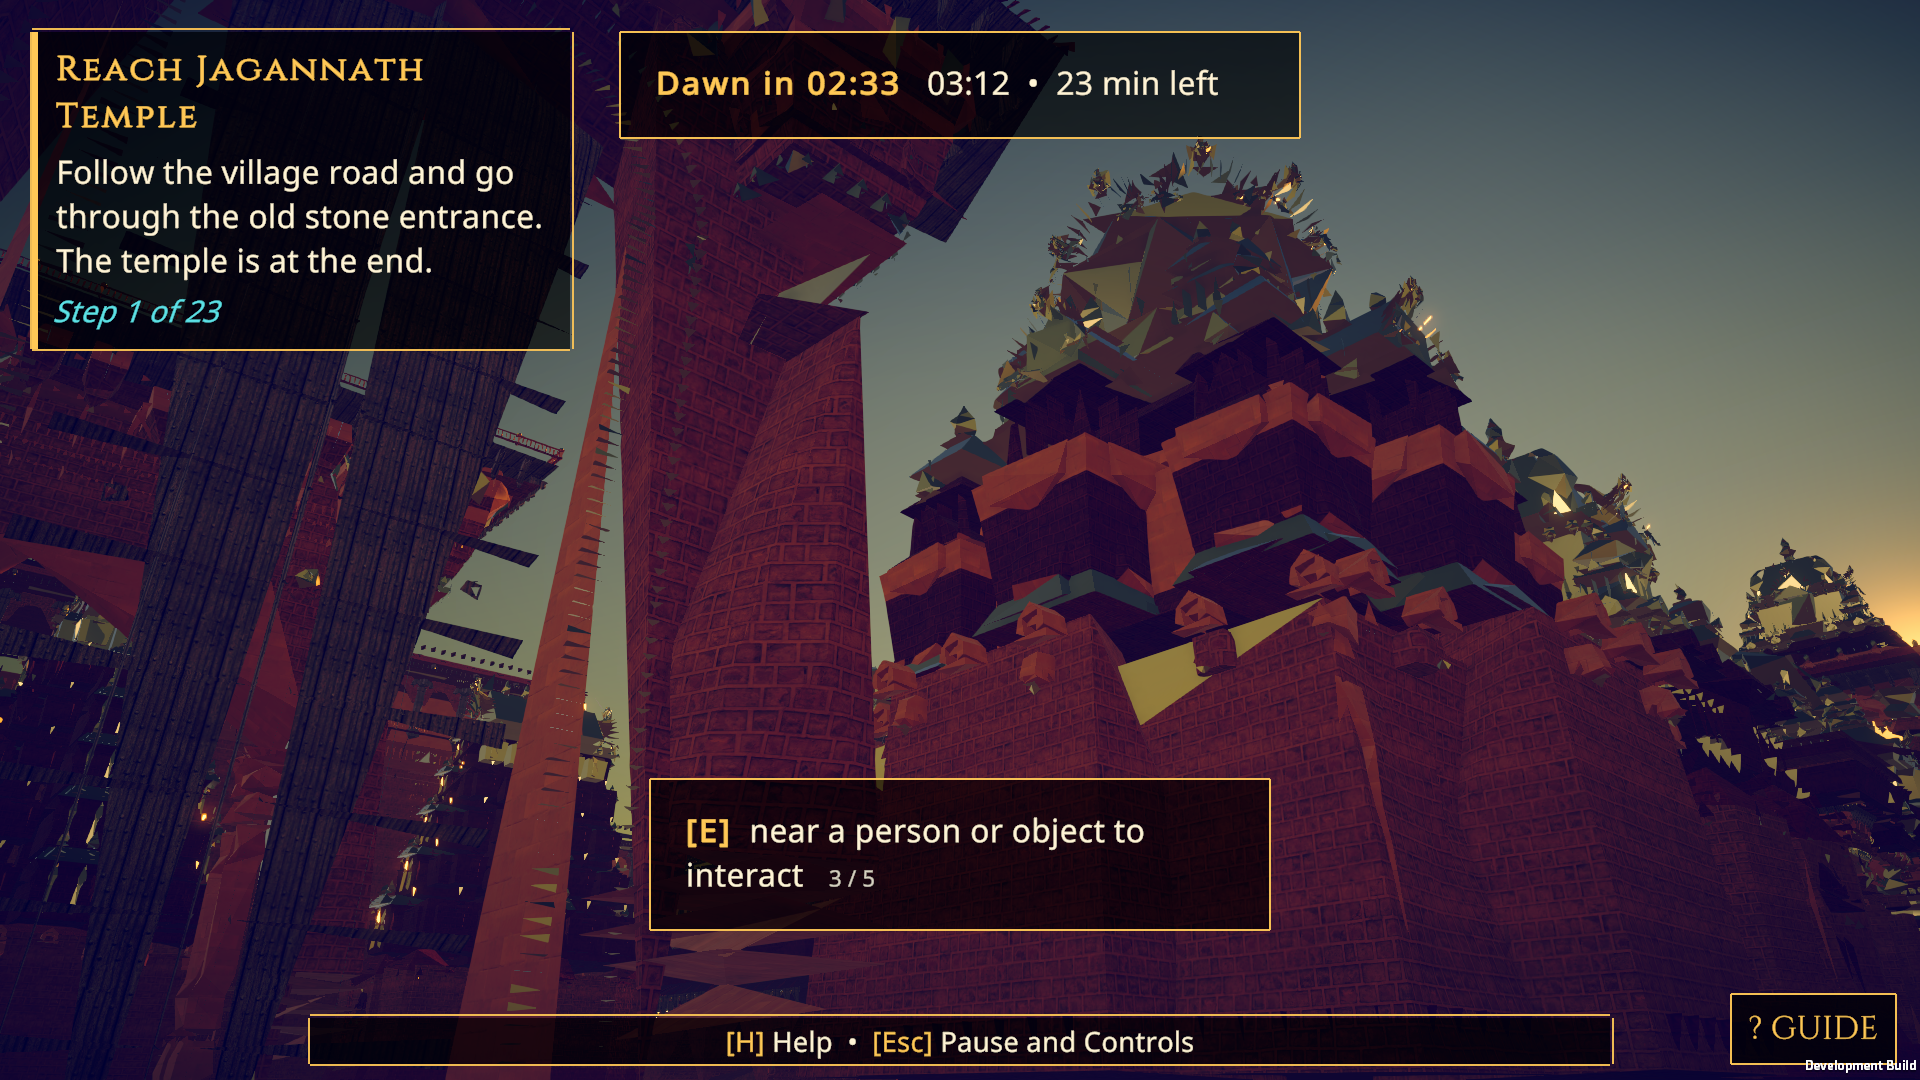 REACH JAGANNATH
TEMPLE
Follow the village road and go
through the old stone entrance.
The temple is at the end.
Step 1 of 23
Dawn in 02:33 03:12 • 23 min left
[E] near a person or object to
interact 3 / 5
[H] Help • [Esc] Pause and Controls
? GUIDE
Development Build